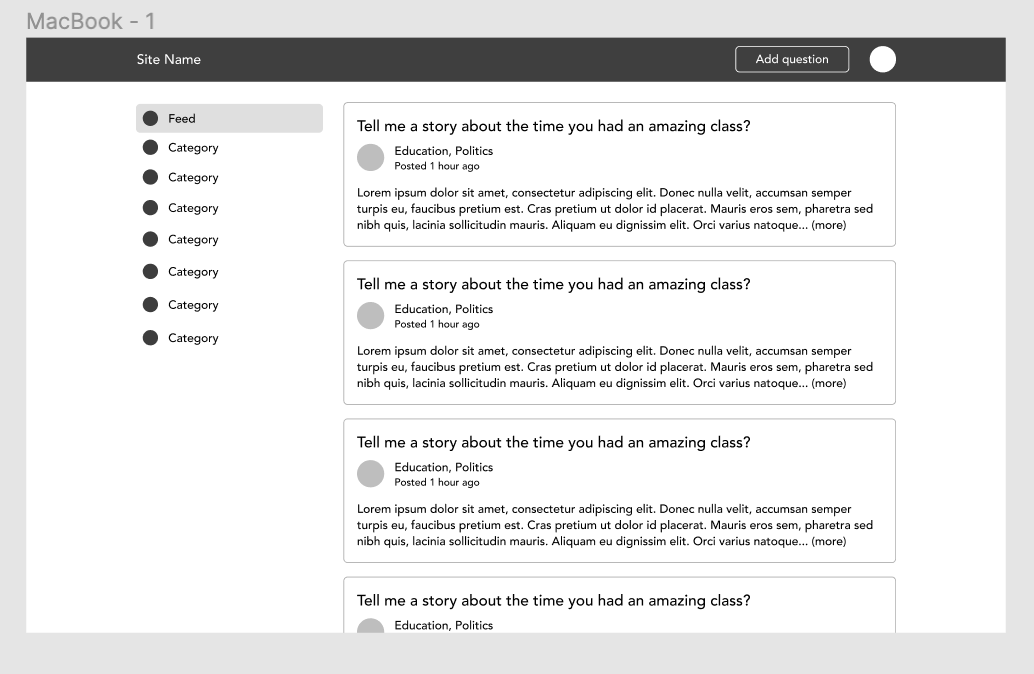 MacBook - 1
Site Name
Add question
Feed
Category
Category
Category
Category
Category
Category
Category
Tell me a story about the time you had an amazing class?
Education, Politics
Posted 1 hour ago
Lorem ipsum dolor sit amet, consectetur adipiscing elit. Donec nulla velit, accumsan semper
turpis eu, faucibus pretium est. Cras pretium ut dolor id placerat. Mauris eros sem, pharetra sed
nibh quis, lacinia sollicitudin mauris. Aliquam eu dignissim elit. Orci varius natoque... (more)
Tell me a story about the time you had an amazing class?
Education, Politics
Posted 1 hour ago
Lorem ipsum dolor sit amet, consectetur adipiscing elit. Donec nulla velit, accumsan semper
turpis eu, faucibus pretium est. Cras pretium ut dolor id placerat. Mauris eros sem, pharetra sed
nibh quis, lacinia sollicitudin mauris. Aliquam eu dignissim elit. Orci varius natoque... (more)
Tell me a story about the time you had an amazing class?
Education, Politics
Posted 1 hour ago
Lorem ipsum dolor sit amet, consectetur adipiscing elit. Donec nulla velit, accumsan semper
turpis eu, faucibus pretium est. Cras pretium ut dolor id placerat. Mauris eros sem, pharetra sed
nibh quis, lacinia sollicitudin mauris. Aliquam eu dignissim elit. Orci varius natoque... (more)
Tell me a story about the time you had an amazing class?
Education, Politics